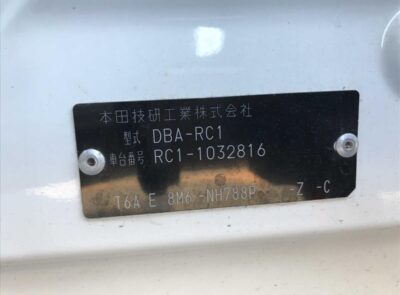 本田技研工業株式会社
型式 DBA-RC1
車台番号 RC1-1032816
T6A E 8M6 -NH788P - -Z -C